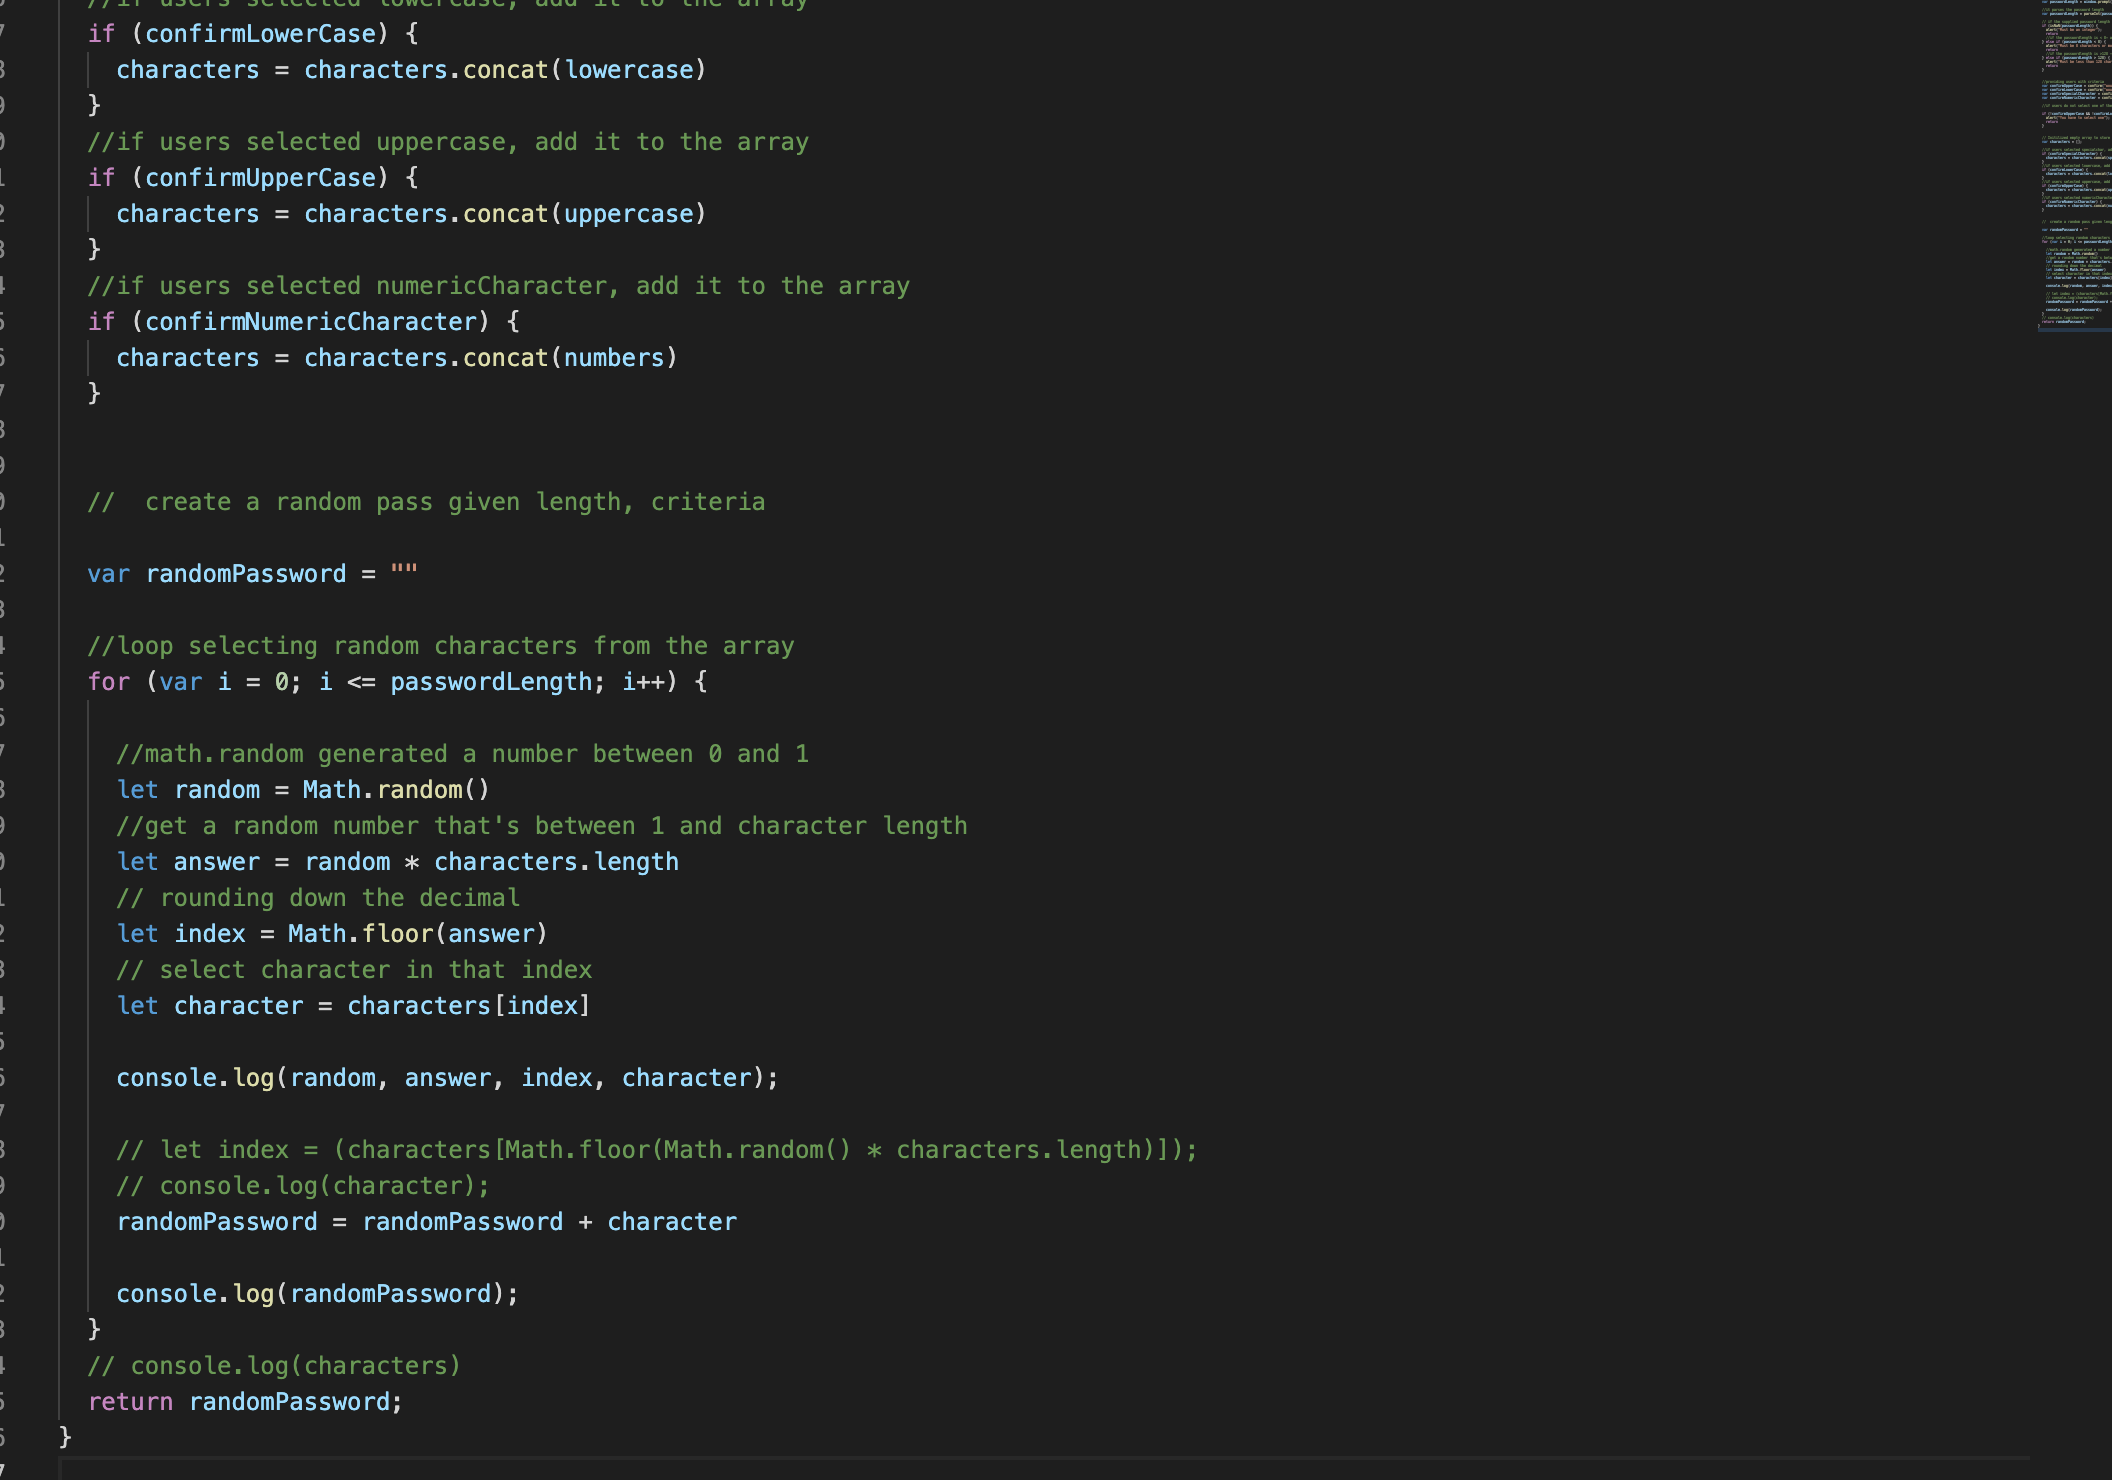 //if users selected lowercase, add it to the array
if (confirmLowerCase) {
characters = characters.concat(lowercase)
}
//if users selected uppercase, add it to the array
if (confirmUpperCase) {
characters = characters.concat(uppercase)
}
//if users selected numericCharacter, add it to the array
if (confirmNumericCharacter) {
characters = characters.concat(numbers)
}
//  create a random pass given length, criteria
var randomPassword = ""
//loop selecting random characters from the array
for (var i = 0; i <= passwordLength; i++) {
//math.random generated a number between 0 and 1
let random = Math.random()
//get a random number that's between 1 and character length
let answer = random * characters.length
// rounding down the decimal
let index = Math.floor(answer)
// select character in that index
let character = characters[index]
console.log(random, answer, index, character);
// let index = (characters[Math.floor(Math.random() * characters.length)]);
// console.log(character);
randomPassword = randomPassword + character
console.log(randomPassword);
}
// console.log(characters)
return randomPassword;
}